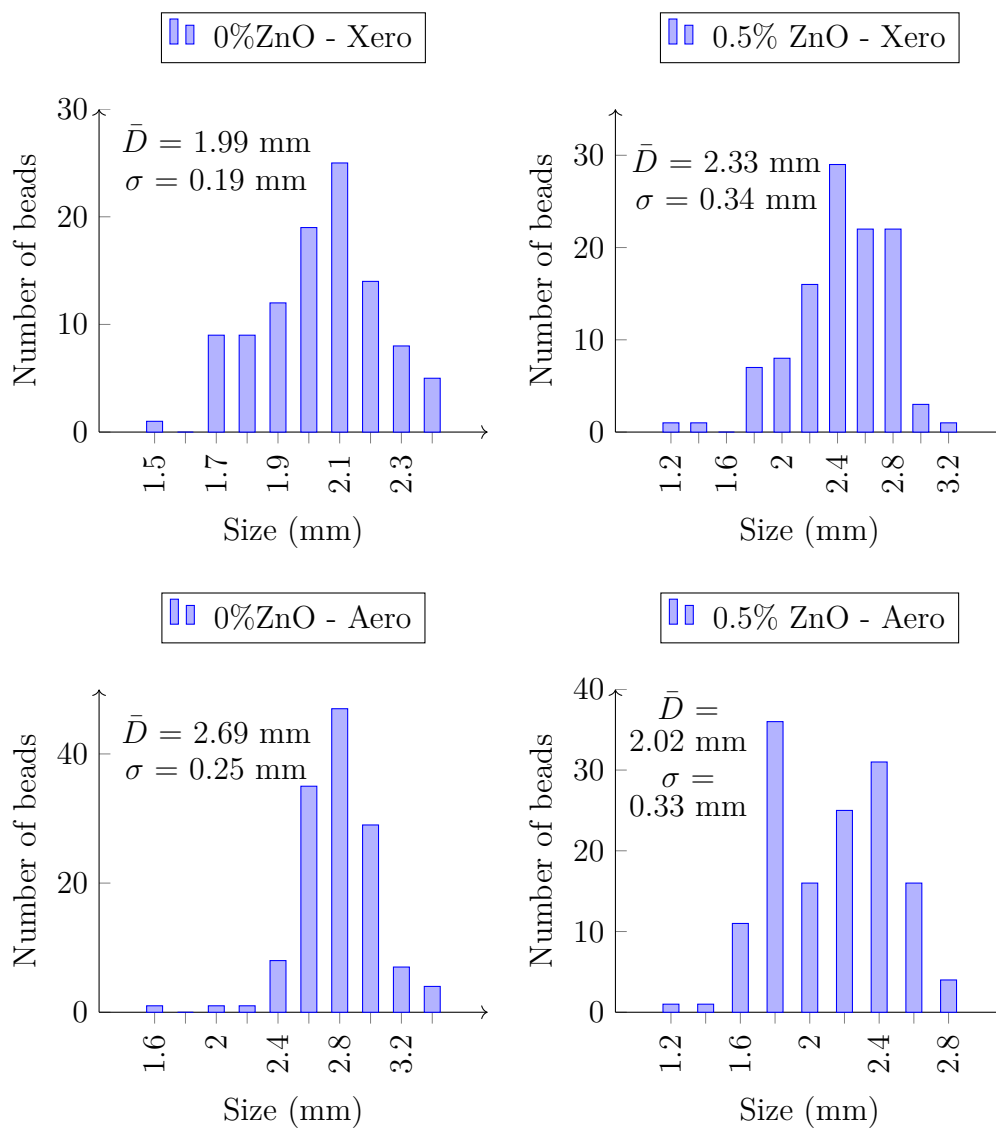 0%ZnO - Xero
30
20
10
0
Number of beads
D̄ = 1.99 mm
σ = 0.19 mm
1.5 1.7 1.9 2.1 2.3
Size (mm)
0.5% ZnO - Xero
30
20
10
0
Number of beads
D̄ = 2.33 mm
σ = 0.34 mm
1.2 1.6 2 2.4 2.8 3.2
Size (mm)
0%ZnO - Aero
40
20
0
Number of beads
D̄ = 2.69 mm
σ = 0.25 mm
1.6 2 2.4 2.8 3.2
Size (mm)
0.5% ZnO - Aero
40
30
20
10
0
Number of beads
D̄ =
2.02 mm
σ =
0.33 mm
1.2 1.6 2 2.4 2.8
Size (mm)